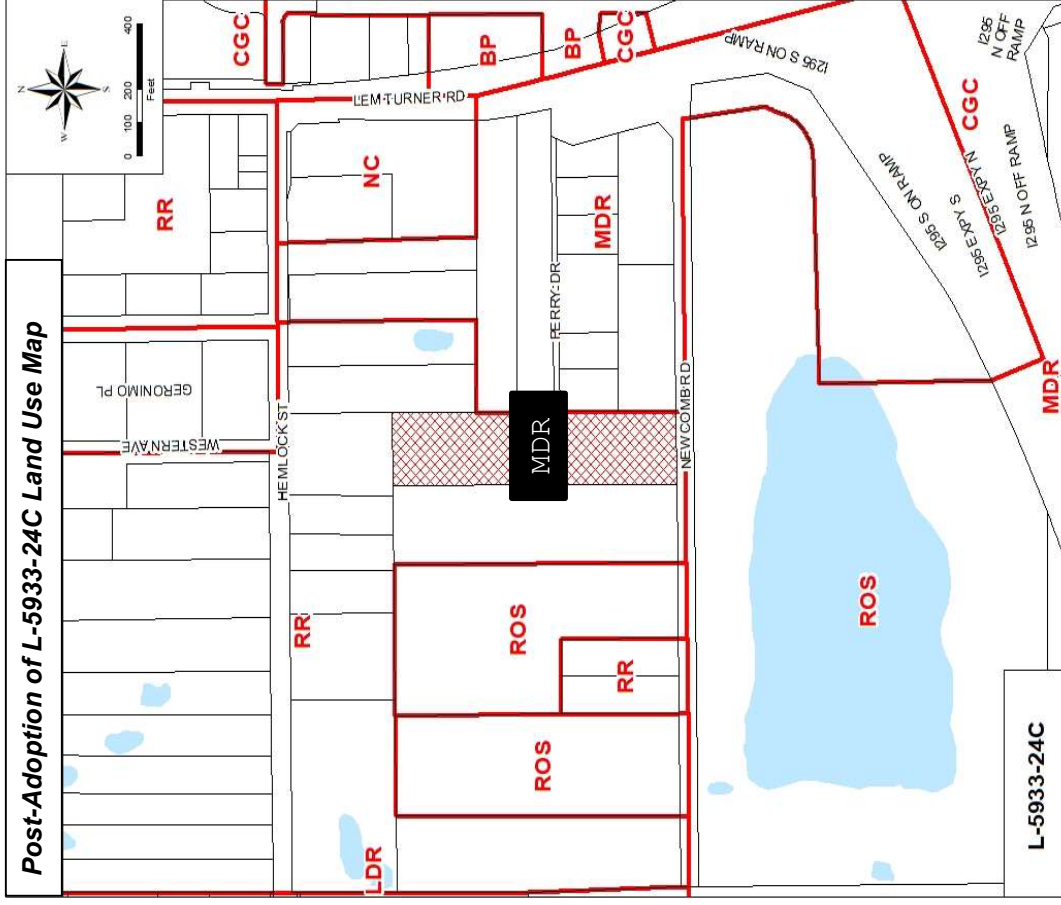 Post-Adoption of L-5933-24C Land Use Map
N
E
S
W
0 100 200 400
Feet
CGC
BP
BP
CGC
RR
LEM TURNER RD
NC
GERONIMO PL
WESTERN AVE
HEMLOCK ST
PERRY DR
MDR
MDR
NEWCOMB RD
I295 S ON RAMP
I295 N OFF RAMP
CGC
I295 S ON RAMP
I295 EXPY S
I295 EXPY N
I295 N OFF RAMP
MDR
RR
ROS
RR
ROS
ROS
LDR
L-5933-24C